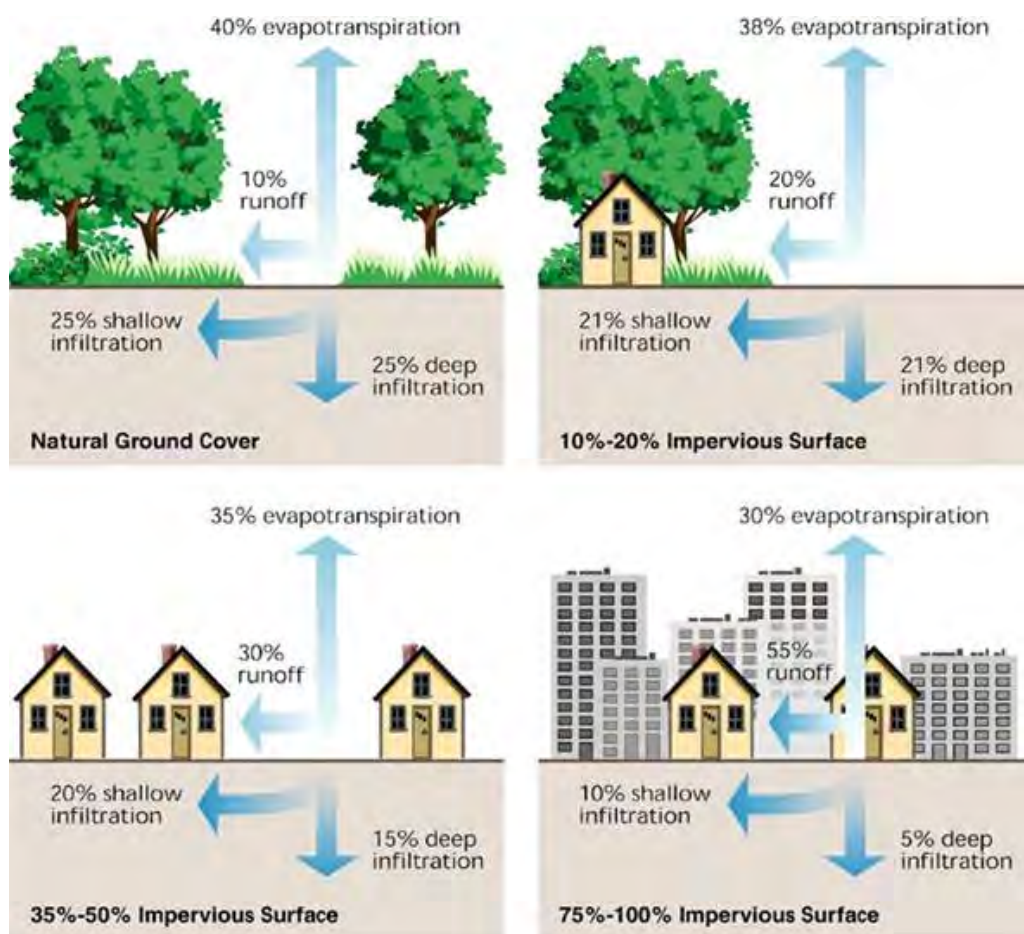 40% evapotranspiration
10%
runoff
25% shallow
infiltration
25% deep
infiltration
Natural Ground Cover
38% evapotranspiration
20%
runoff
21% shallow
infiltration
21% deep
infiltration
10%-20% Impervious Surface
35% evapotranspiration
30%
runoff
20% shallow
infiltration
15% deep
infiltration
35%-50% Impervious Surface
30% evapotranspiration
55%
runoff
10% shallow
infiltration
5% deep
infiltration
75%-100% Impervious Surface